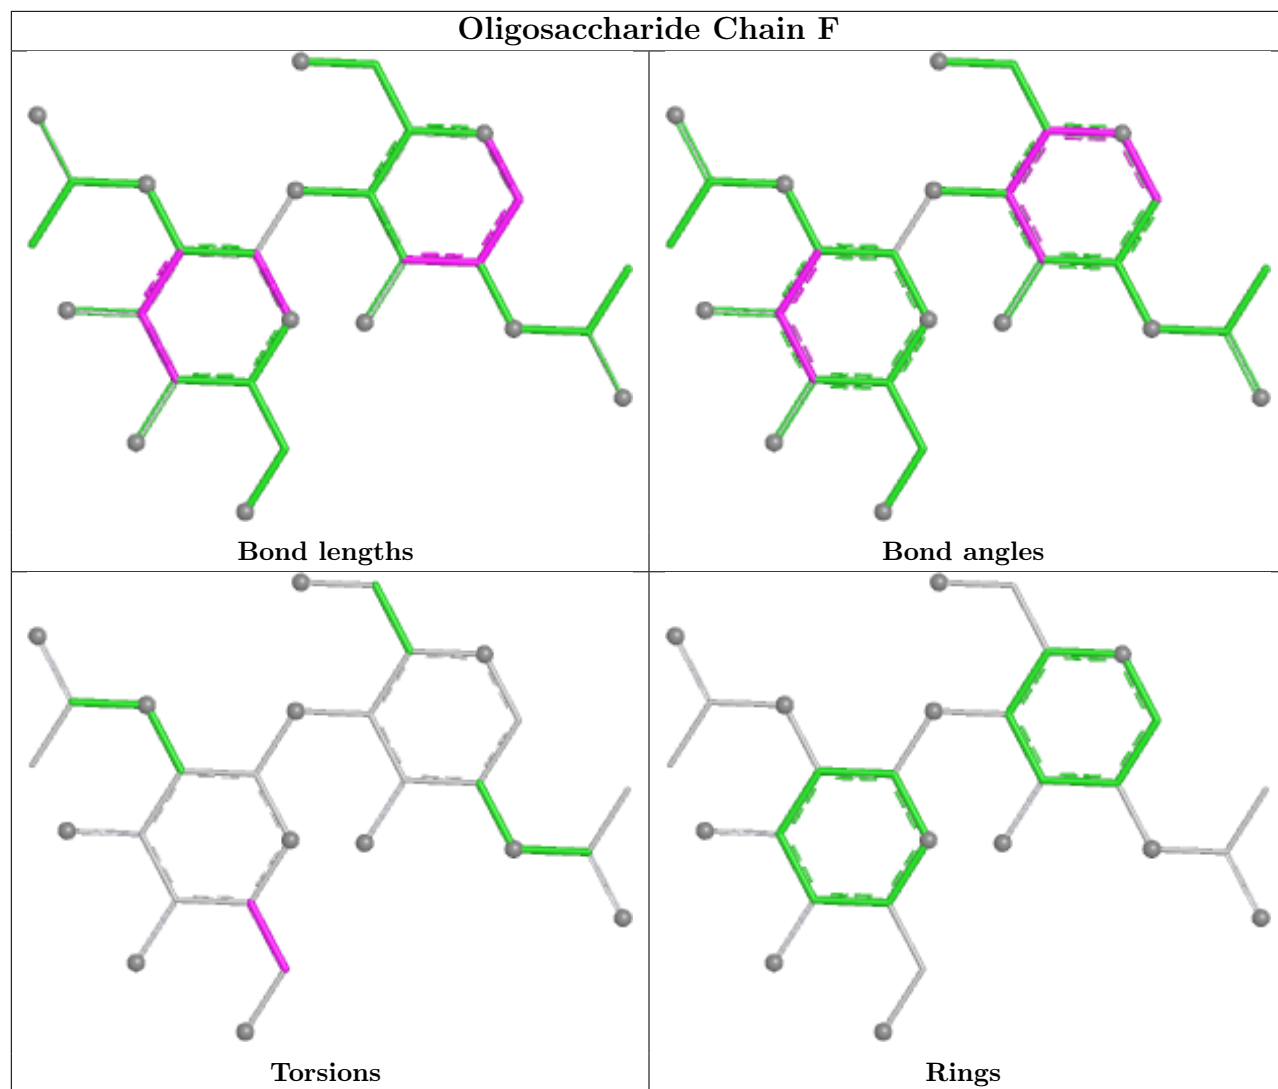 Oligosaccharide Chain F
Bond lengths
Bond angles
Torsions
Rings